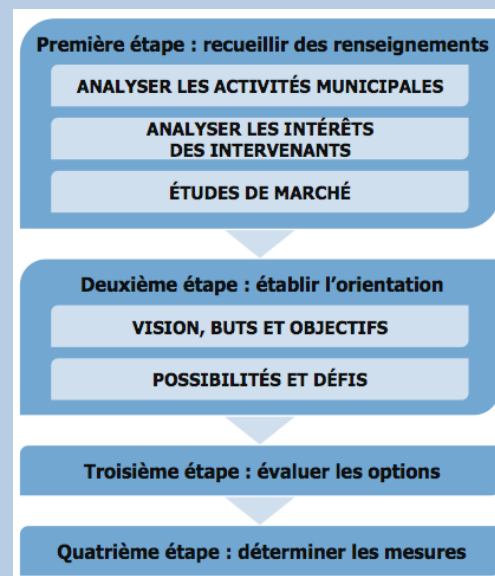 Première étape : recueillir des renseignements
ANALYSER LES ACTIVITÉS MUNICIPALES
ANALYSER LES INTÉRÊTS
DES INTERVENANTS
ÉTUDES DE MARCHÉ
Deuxième étape : établir l’orientation
VISION, BUTS ET OBJECTIFS
POSSIBILITÉS ET DÉFIS
Troisième étape : évaluer les options
Quatrième étape : déterminer les mesures